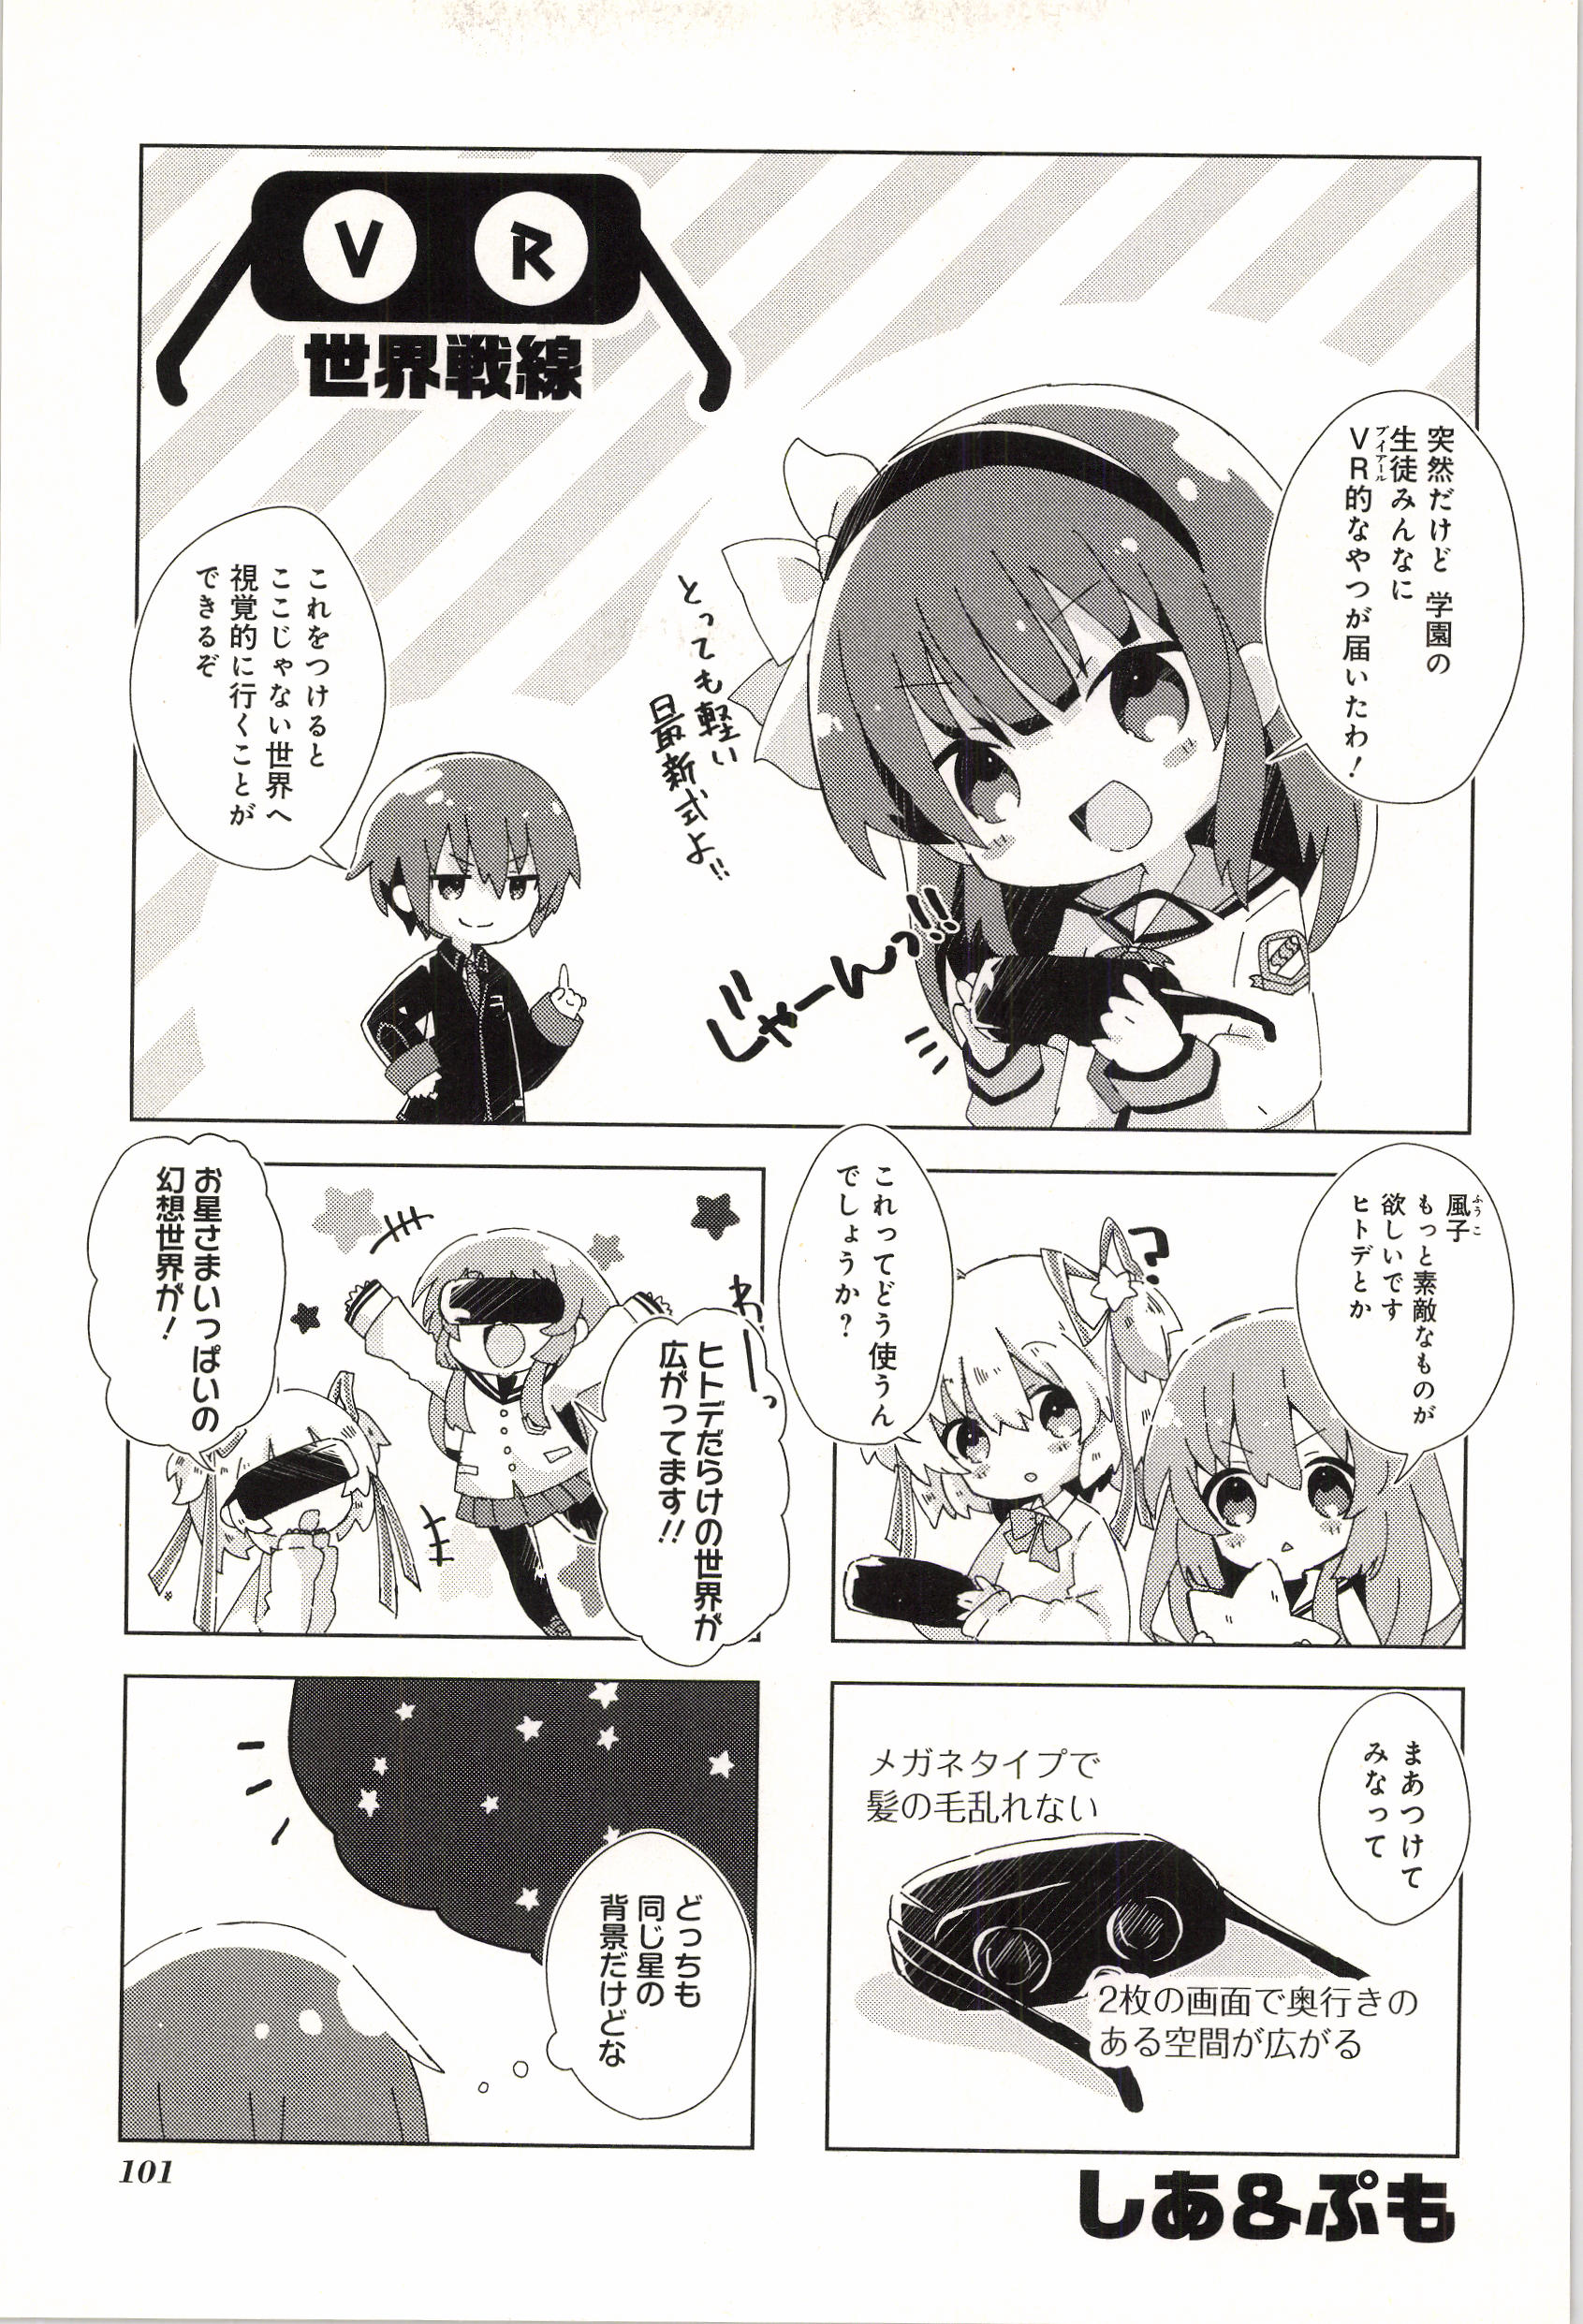 V R
世界戦線
突然だけど 学園の
生徒みんなに
VR的なやつが届いたわ！
ブイアール
とっても軽い
最新式よ!!
じゃーんっ!!
これをつけると
ここじゃない世界へ
視覚的に行くことが
できるぞ
風子
ふうこ
もっと素敵なものが
欲しいです
ヒトデとか
?
これってどう使うん
でしょうか？
わーっ
ヒトデだらけの世界が
広がってます!!
お星さまいっぱいの
幻想世界が！
まあつけて
みなって
メガネタイプで
髪の毛乱れない
2枚の画面で奥行きの
ある空間が広がる
どっちも
同じ星の
背景だけどな
101
しあ&ぷも